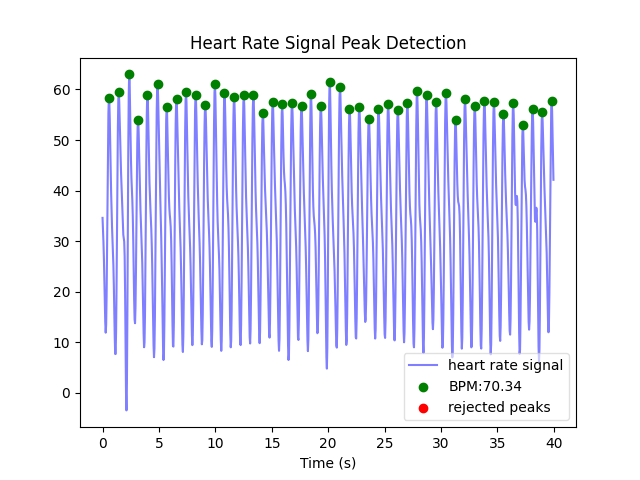 Heart Rate Signal Peak Detection
60
50
40
30
20
10
0
heart rate signal
BPM:70.34
rejected peaks
0 5 10 15 20 25 30 35 40
Time (s)